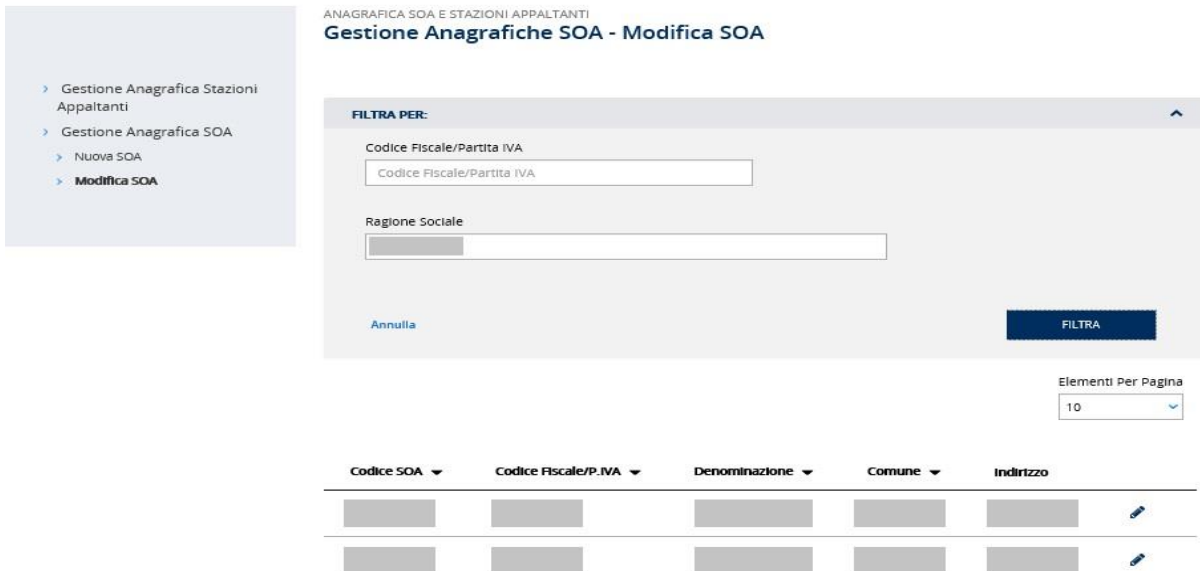 ANAGRAFICA SOA E STAZIONI APPALTANTI
Gestione Anagrafiche SOA - Modifica SOA
Gestione Anagrafica Stazioni
Appaltanti
Gestione Anagrafica SOA
Nuova SOA
Modifica SOA
FILTRA PER:
Codice Fiscale/Partita IVA
Codice Fiscale/Partita IVA
Ragione Sociale
Annulla
FILTRA
Elementi Per Pagina
10
Codice SOA Codice Fiscale/P.IVA Denominazione Comune Indirizzo